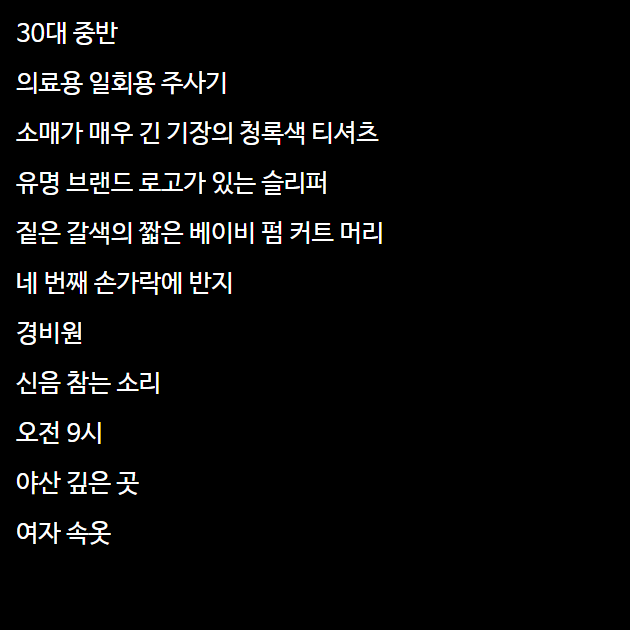 30대 중반
의료용 일회용 주사기
소매가 매우 긴 기장의 청록색 티셔츠
유명 브랜드 로고가 있는 슬리퍼
짙은 갈색의 짧은 베이비 펌 커트 머리
네 번째 손가락에 반지
경비원
신음 참는 소리
오전 9시
야산 깊은 곳
여자 속옷